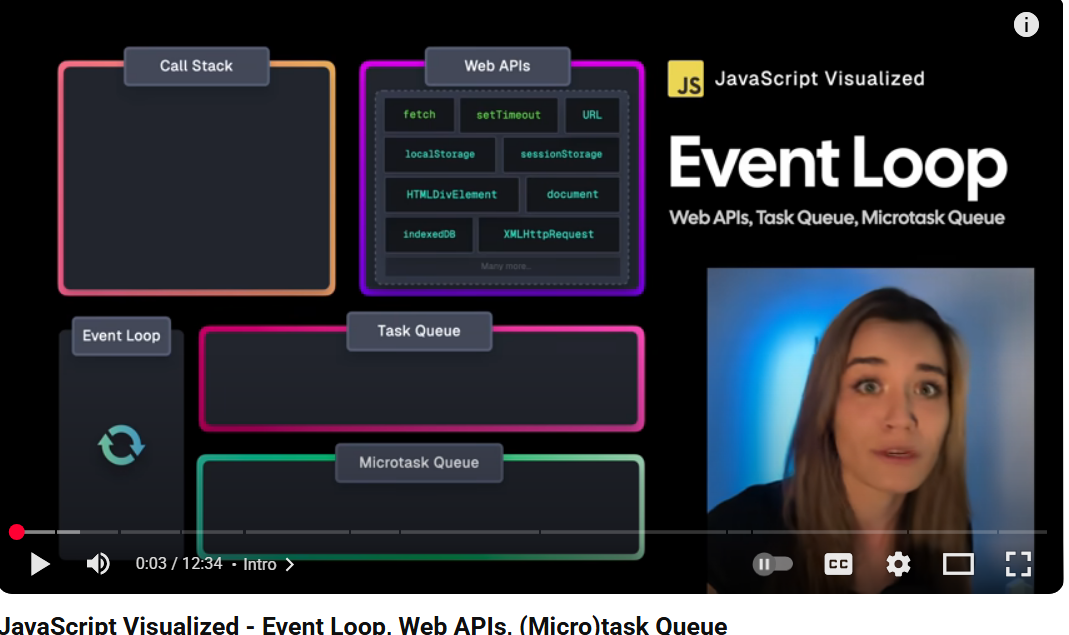 Call Stack
Web APIs
fetch
setTimeout
URL
localStorage
sessionStorage
HTMLDivElement
document
indexedDB
XMLHttpRequest
Many more..
JS
JavaScript Visualized
Event Loop
Web APIs, Task Queue, Microtask Queue
Event Loop
Task Queue
Microtask Queue
0:03 / 12:34 • Intro
CC
JavaScript Visualized - Event Loop, Web APIs, (Micro)task Queue